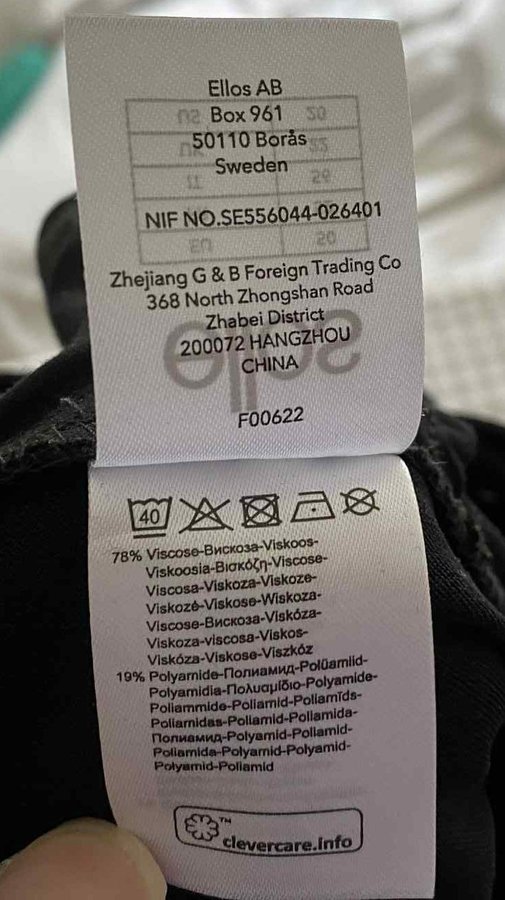 Ellos AB
Box 961
50110 Borås
Sweden
NIF NO.SE556044-026401
Zhejiang G & B Foreign Trading Co
368 North Zhongshan Road
Zhabei District
200072 HANGZHOU
CHINA
F00622
40
78% Viscose-Вискоза-Viskoos-
Viskoosia-Βισκόζη-Viscose-
Viscosa-Viskoza-Viskoze-
Viskozė-Viskose-Wiskoza-
Viscose-Вискоза-Viskóza-
Viskoza-viscosa-Viskos-
Viskóza-Viskose-Viszkóz
19% Polyamide-Полиамид-Polüamiid-
Polyamidia-Πολυαμίδιο-Polyamide-
Poliammide-Poliamid-Poliamīds-
Poliamidas-Poliamid-Poliamida-
Полиамид-Polyamid-Poliamid-
Poliamida-Polyamid-Polyamid-
Polyamid-Poliamid
TM
clevercare.info